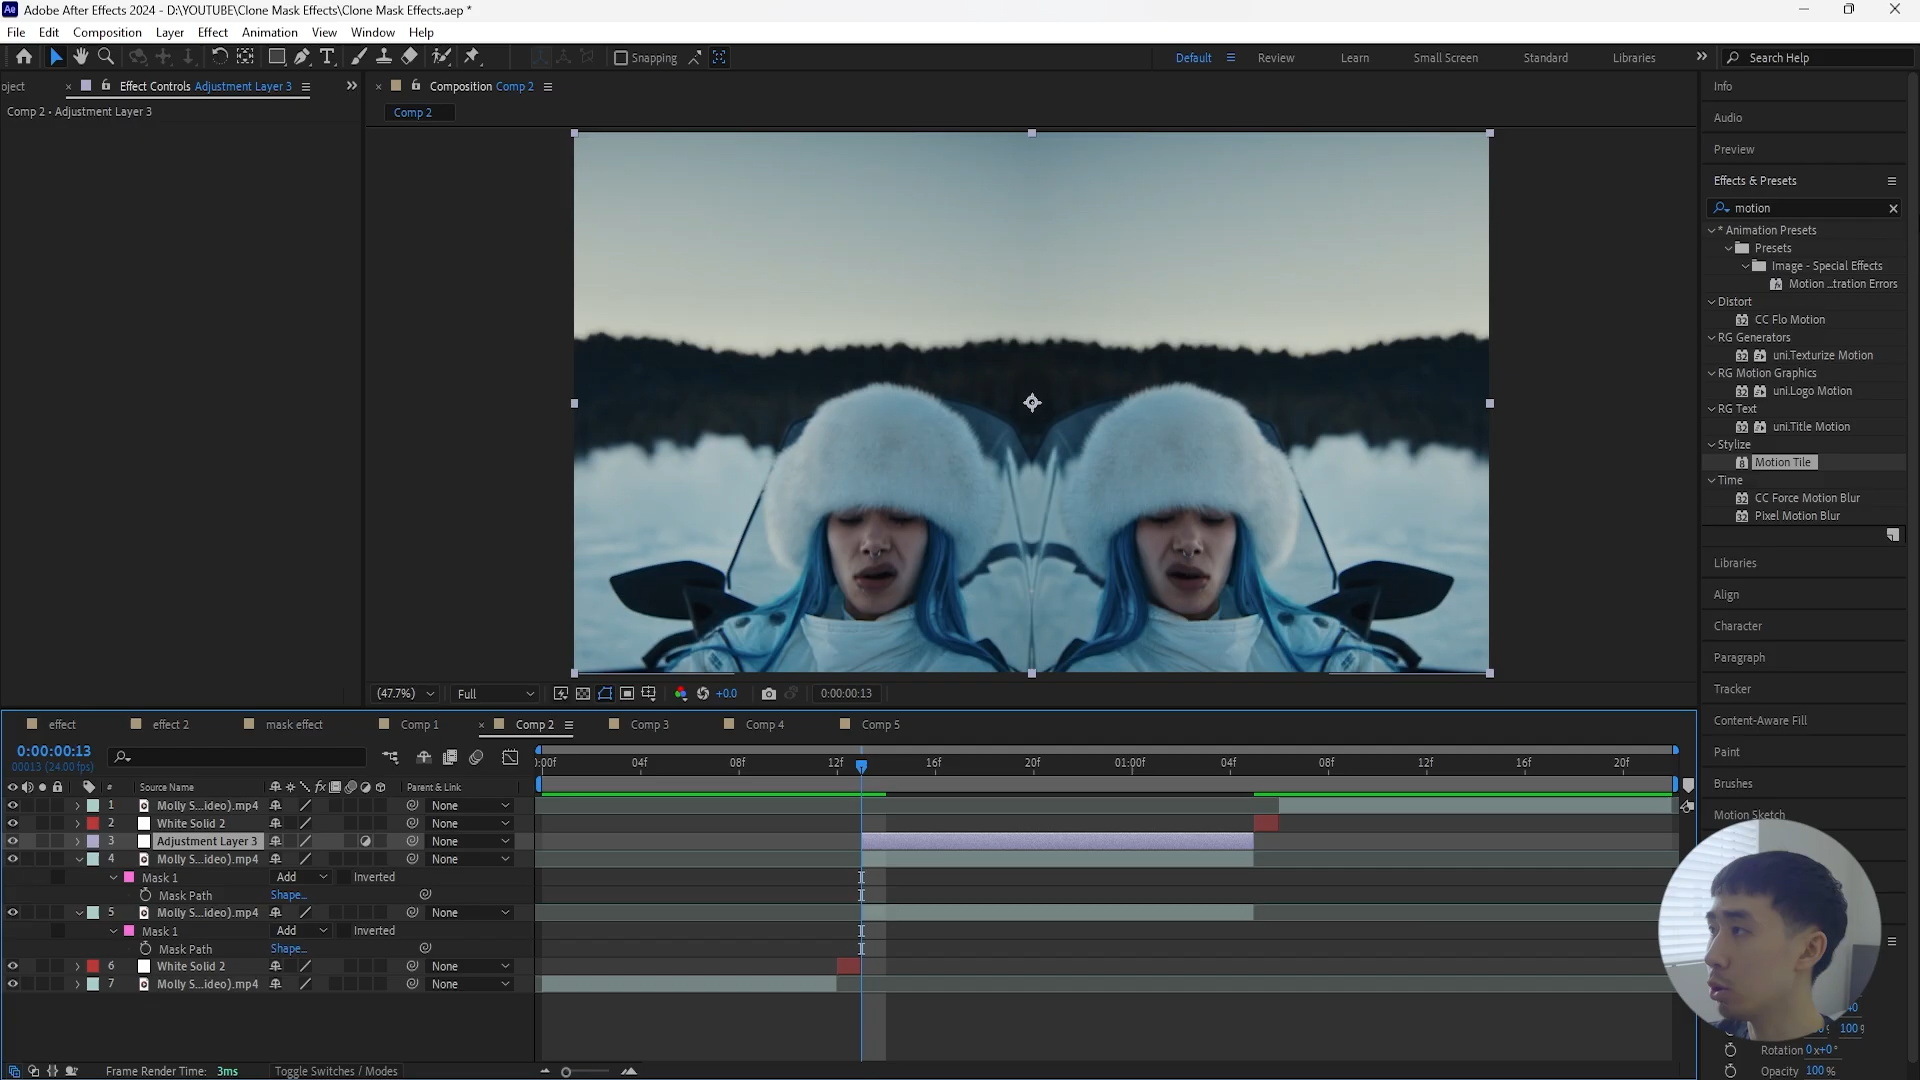 Adobe After Effects 2024 - D:\YOUTUBE\Clone Mask Effects\Clone Mask Effects.aep *
File Edit Composition Layer Effect Animation View Window Help
Snapping
Default Review Learn Small Screen Standard Libraries Search Help
oject Effect Controls Adjustment Layer 3
Composition Comp 2
Comp 2 • Adjustment Layer 3
Comp 2
Info
Audio
Preview
Effects & Presets
motion
* Animation Presets
Presets
Image - Special Effects
Motion ...tration Errors
Distort
CC Flo Motion
RG Generators
uni.Texturize Motion
RG Motion Graphics
uni.Logo Motion
RG Text
uni.Title Motion
Stylize
Motion Tile
Time
CC Force Motion Blur
Pixel Motion Blur
Libraries
Align
Character
Paragraph
Tracker
Content-Aware Fill
Paint
Brushes
Motion Sketch
(47.7%) Full +0.0 0:00:00:13
effect effect 2 mask effect Comp 1 Comp 2 Comp 3 Comp 4 Comp 5
0:00:00:13
00013 (24.00 fps)
:00f 04f 08f 12f 16f 20f 01:00f 04f 08f 12f 16f 20f
# Source Name fx Parent & Link
1 Molly S...ideo).mp4 None
2 White Solid 2 None
3 Adjustment Layer 3 None
4 Molly S...ideo).mp4 None
Mask 1 Add Inverted
Mask Path Shape...
5 Molly S...ideo).mp4 None
Mask 1 Add Inverted
Mask Path Shape...
6 White Solid 2 None
7 Molly S...ideo).mp4 None
100
Rotation 0x+0°
Opacity 100 %
Frame Render Time: 3ms Toggle Switches / Modes